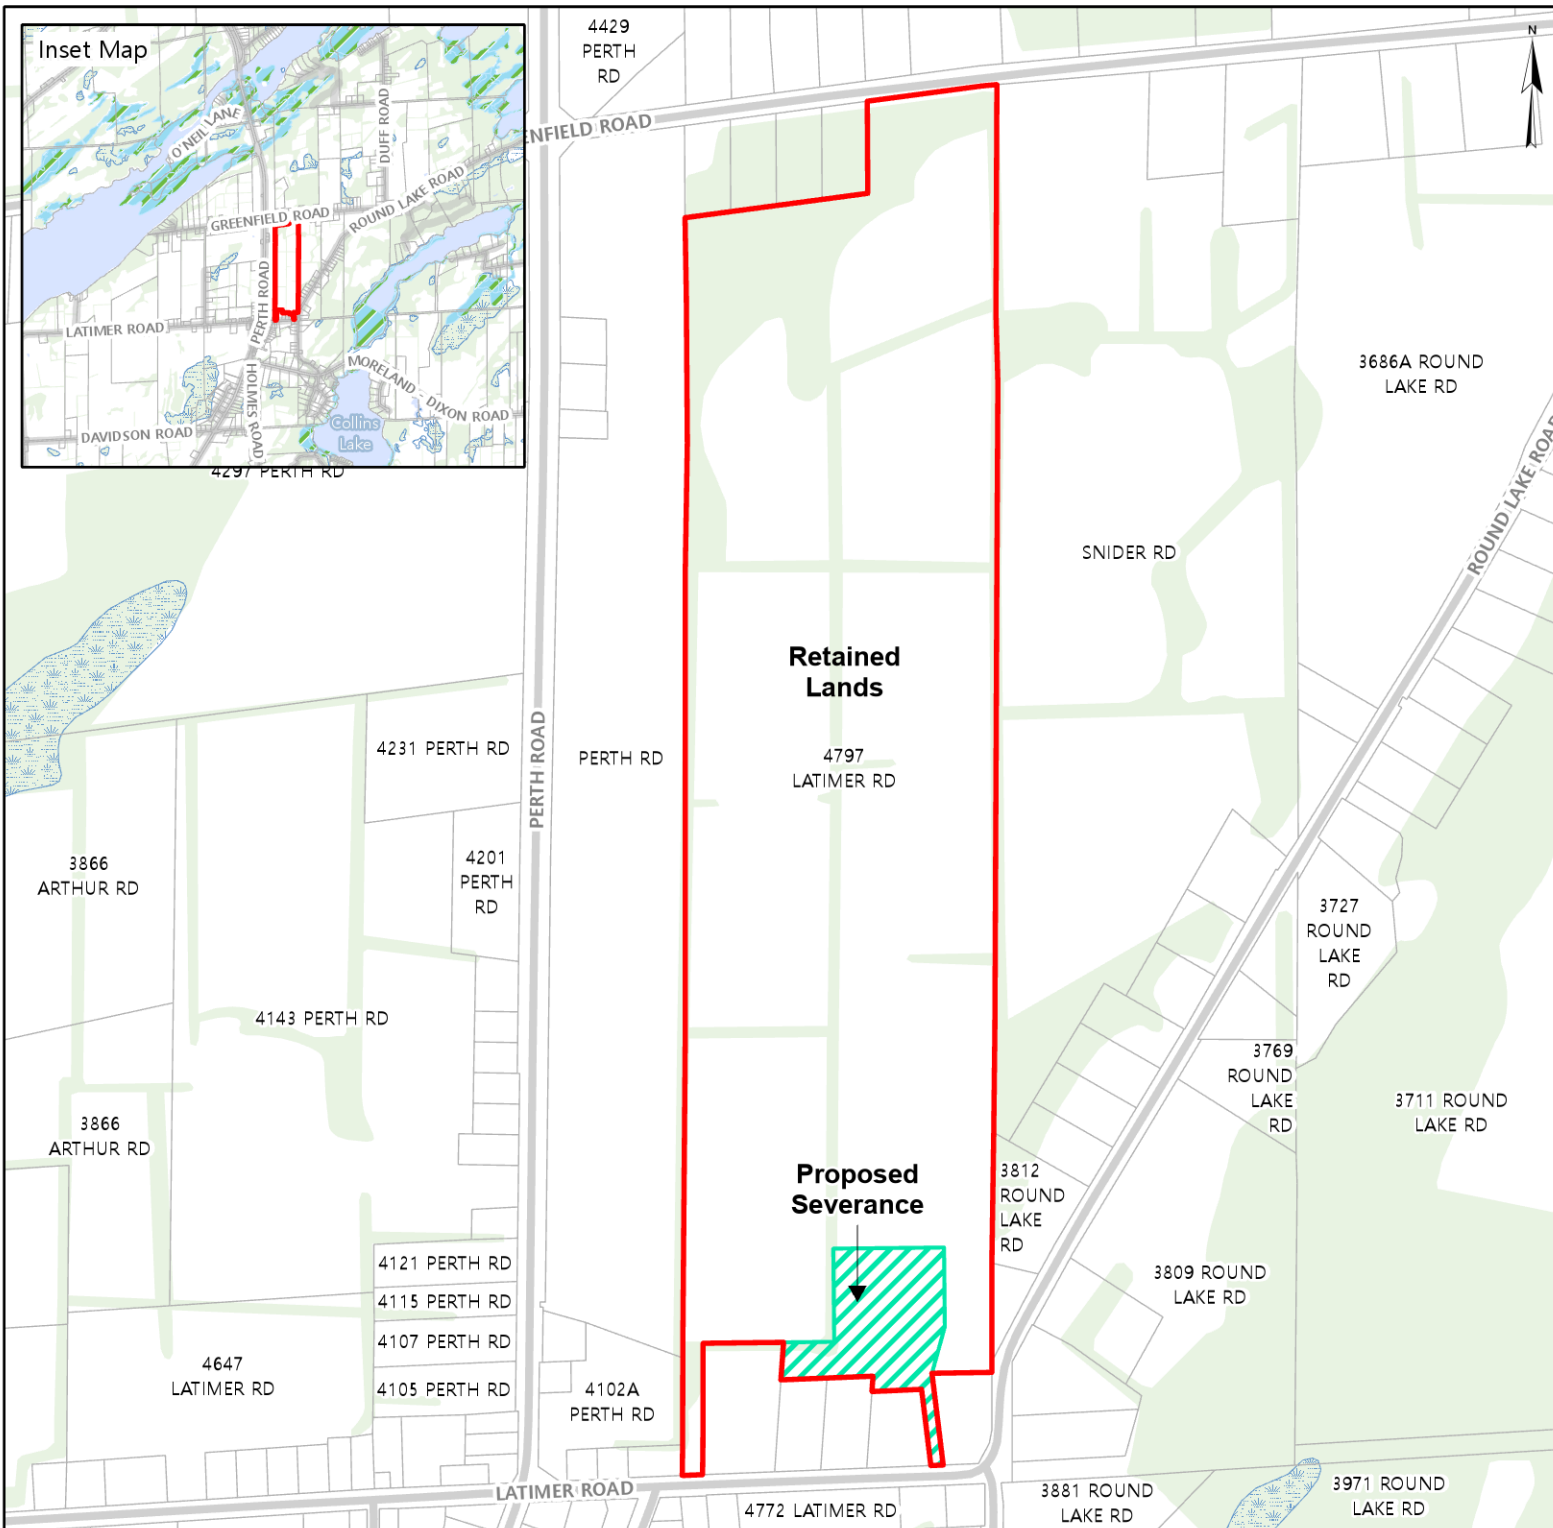 Inset Map
O'NEIL LANE
DUFF ROAD
ROUND LAKE ROAD
GREENFIELD ROAD
PERTH ROAD
LATIMER ROAD
HOLMES ROAD
MORELAND - DIXON ROAD
DAVIDSON ROAD
Collins
Lake
4429
PERTH
RD
N
ENFIELD ROAD
4297 PERTH RD
3686A ROUND
LAKE RD
ROUND LAKE ROAD
SNIDER RD
Retained
Lands
4797
LATIMER RD
PERTH RD
PERTH ROAD
4231 PERTH RD
4201
PERTH
RD
3866
ARTHUR RD
3727
ROUND
LAKE
RD
4143 PERTH RD
3769
ROUND
LAKE
RD
3711 ROUND
LAKE RD
3866
ARTHUR RD
Proposed
Severance
3812
ROUND
LAKE
RD
4121 PERTH RD
3809 ROUND
LAKE RD
4115 PERTH RD
4107 PERTH RD
4647
LATIMER RD
4105 PERTH RD
4102A
PERTH RD
LATIMER ROAD
4772 LATIMER RD
3881 ROUND
LAKE RD
3971 ROUND
LAKE RD